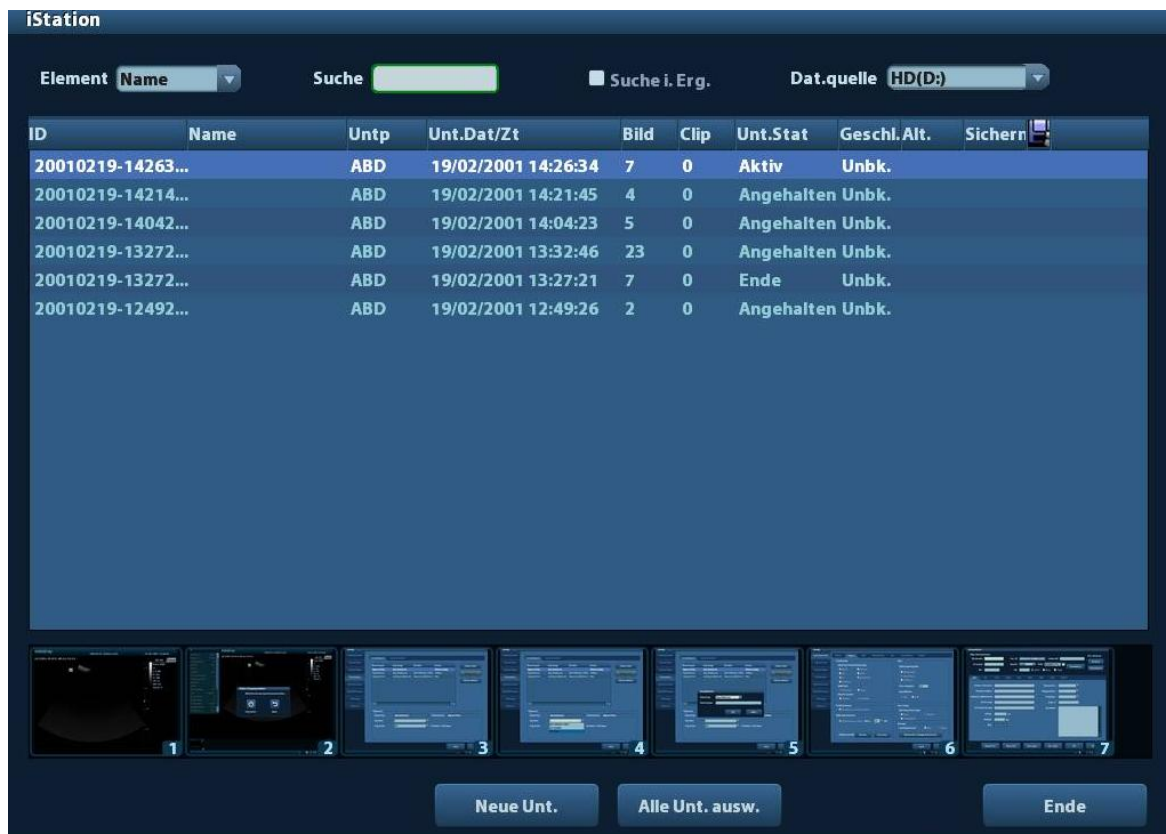 iStation
Element Name Suche Suche i. Erg. Dat.quelle HD(D:)
ID Name Untp Unt.Dat/Zt Bild Clip Unt.Stat Geschl. Alt. Sichern
20010219-14263... ABD 19/02/2001 14:26:34 7 0 Aktiv Unbk.
20010219-14214... ABD 19/02/2001 14:21:45 4 0 Angehalten Unbk.
20010219-14042... ABD 19/02/2001 14:04:23 5 0 Angehalten Unbk.
20010219-13272... ABD 19/02/2001 13:32:46 23 0 Angehalten Unbk.
20010219-13272... ABD 19/02/2001 13:27:21 7 0 Ende Unbk.
20010219-12492... ABD 19/02/2001 12:49:26 2 0 Angehalten Unbk.
1 2 3 4 5 6 7
Neue Unt. Alle Unt. ausw. Ende